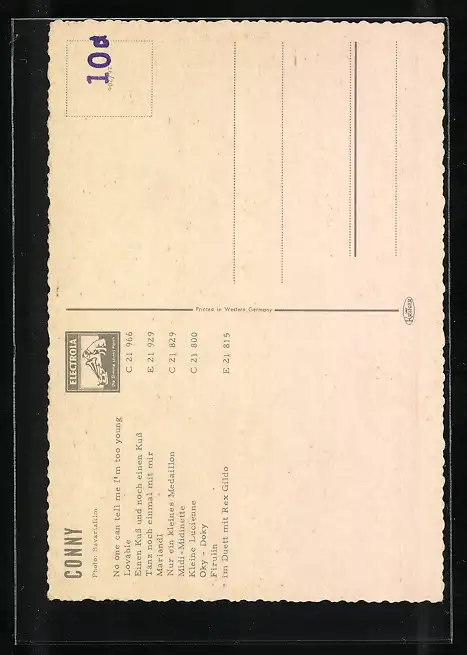 CONNY
Photo: Bavariafilm
ELECTROLA
No one can tell me I'm too young
Lovable C 21 966
Einen Kuß und noch einen Kuß
Tanz noch einmal mit mir E 21 929
Mariandl
Nur ein kleines Medaillon C 21 829
Midi-Midinette
Kleine Lucienne C 21 800
Oky - Doky
Firulin
- Im Duett mit Rex Gildo E 21 815
Printed in Western Germany
10d